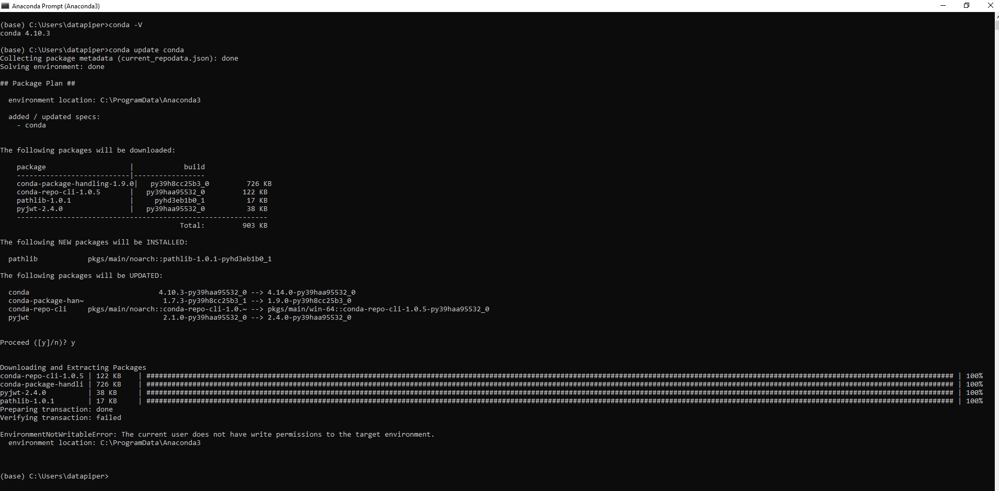 Anaconda Prompt (Anaconda3)
(base) C:\Users\datapiper>conda -V
conda 4.10.3
(base) C:\Users\datapiper>conda update conda
Collecting package metadata (current_repodata.json): done
Solving environment: done
## Package Plan ##
  environment location: C:\ProgramData\Anaconda3
  added / updated specs:
    - conda
The following packages will be downloaded:
    package                    |            build
    ---------------------------|-----------------
    conda-package-handling-1.9.0|   py39h8cc25b3_0         726 KB
    conda-repo-cli-1.0.5       |   py39haa95532_0         122 KB
    pathlib-1.0.1              |     pyhd3eb1b0_1          17 KB
    pyjwt-2.4.0                |   py39haa95532_0          38 KB
    ------------------------------------------------------------
                                           Total:         903 KB
The following NEW packages will be INSTALLED:
  pathlib            pkgs/main/noarch::pathlib-1.0.1-pyhd3eb1b0_1
The following packages will be UPDATED:
  conda                               4.10.3-py39haa95532_0 --> 4.14.0-py39haa95532_0
  conda-package-han~                   1.7.3-py39h8cc25b3_1 --> 1.9.0-py39h8cc25b3_0
  conda-repo-cli     pkgs/main/noarch::conda-repo-cli-1.0.~ --> pkgs/main/win-64::conda-repo-cli-1.0.5-py39haa95532_0
  pyjwt                                2.1.0-py39haa95532_0 --> 2.4.0-py39haa95532_0
Proceed ([y]/n)? y
Downloading and Extracting Packages
conda-repo-cli-1.0.5 | 122 KB    | ################################################################################################################################################################################################# | 100%
conda-package-handli | 726 KB    | ################################################################################################################################################################################################# | 100%
pyjwt-2.4.0          | 38 KB     | ################################################################################################################################################################################################# | 100%
pathlib-1.0.1        | 17 KB     | ################################################################################################################################################################################################# | 100%
Preparing transaction: done
Verifying transaction: failed
EnvironmentNotWritableError: The current user does not have write permissions to the target environment.
  environment location: C:\ProgramData\Anaconda3
(base) C:\Users\datapiper>